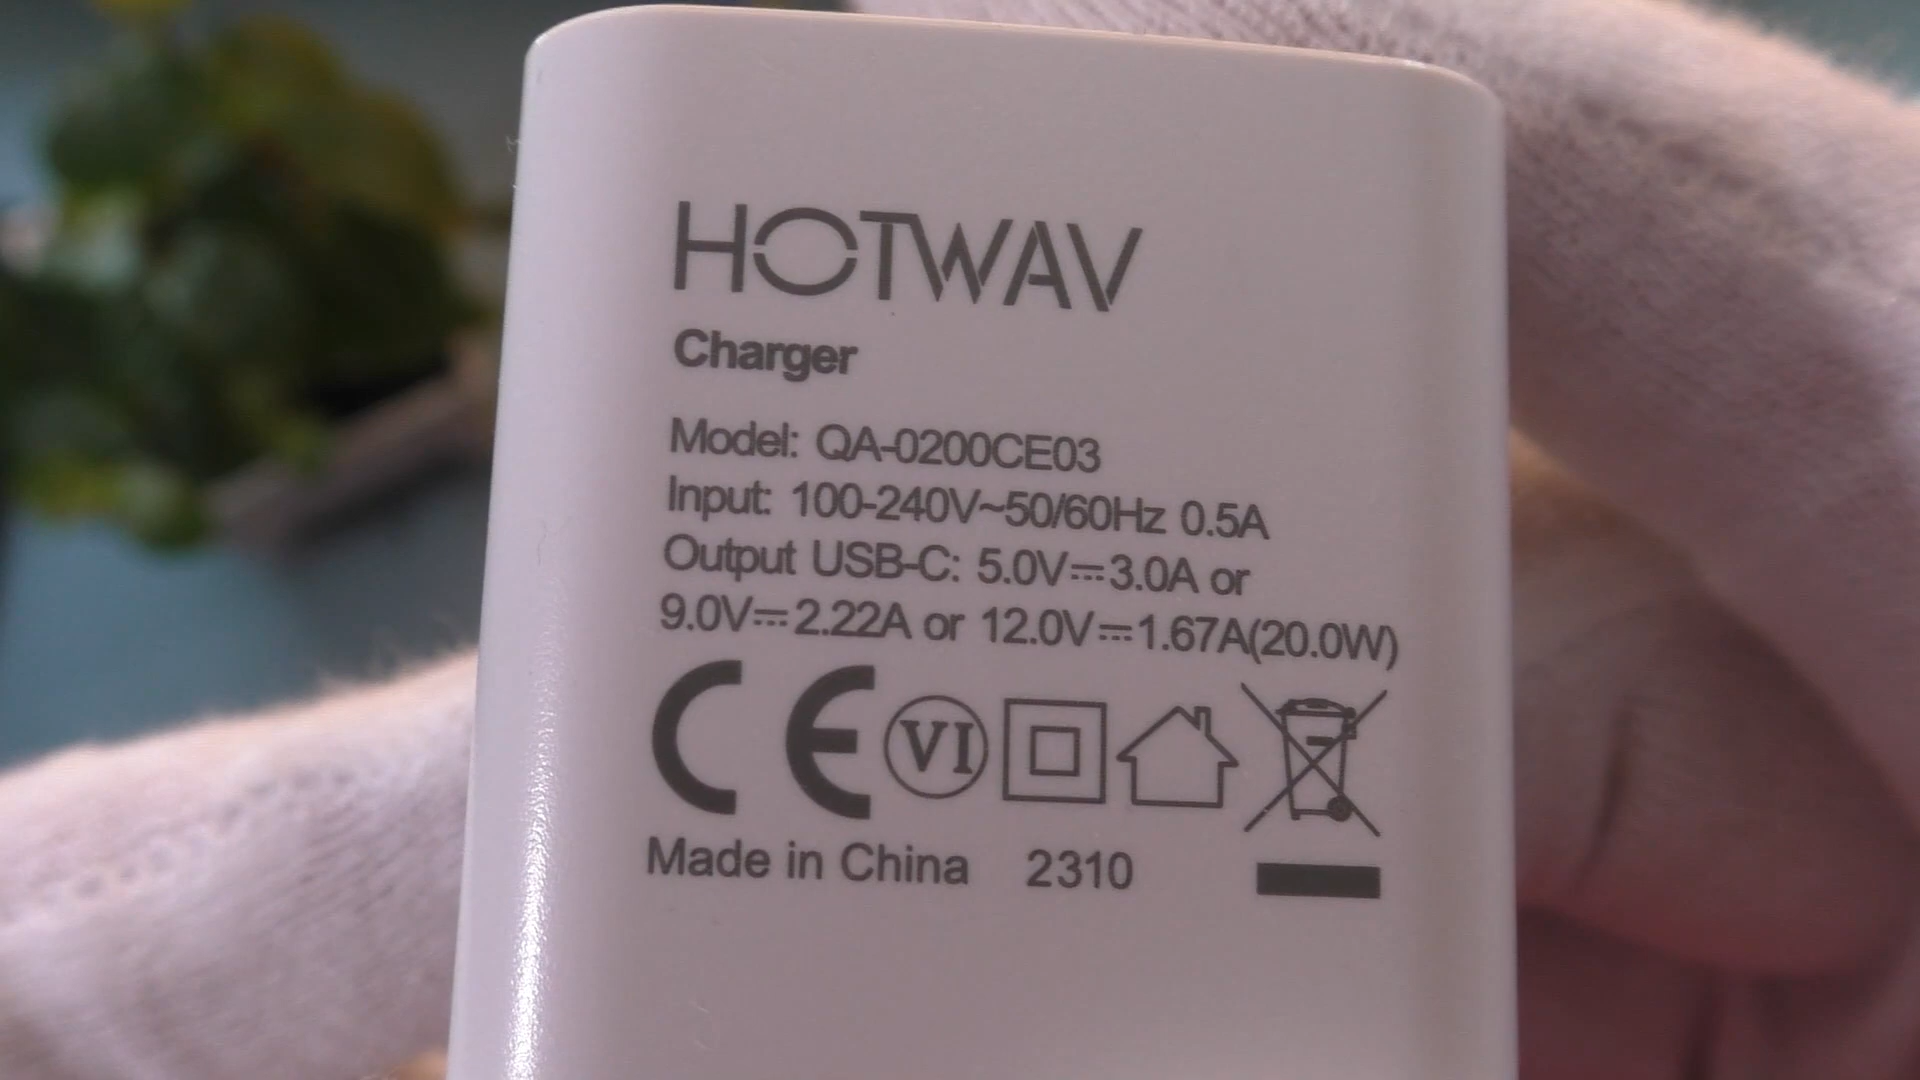 HOTWAV
Charger
Model: QA-0200CE03
Input: 100-240V~50/60Hz 0.5A
Output USB-C: 5.0V⎓3.0A or
9.0V⎓2.22A or 12.0V⎓1.67A(20.0W)
CE VI
Made in China 2310